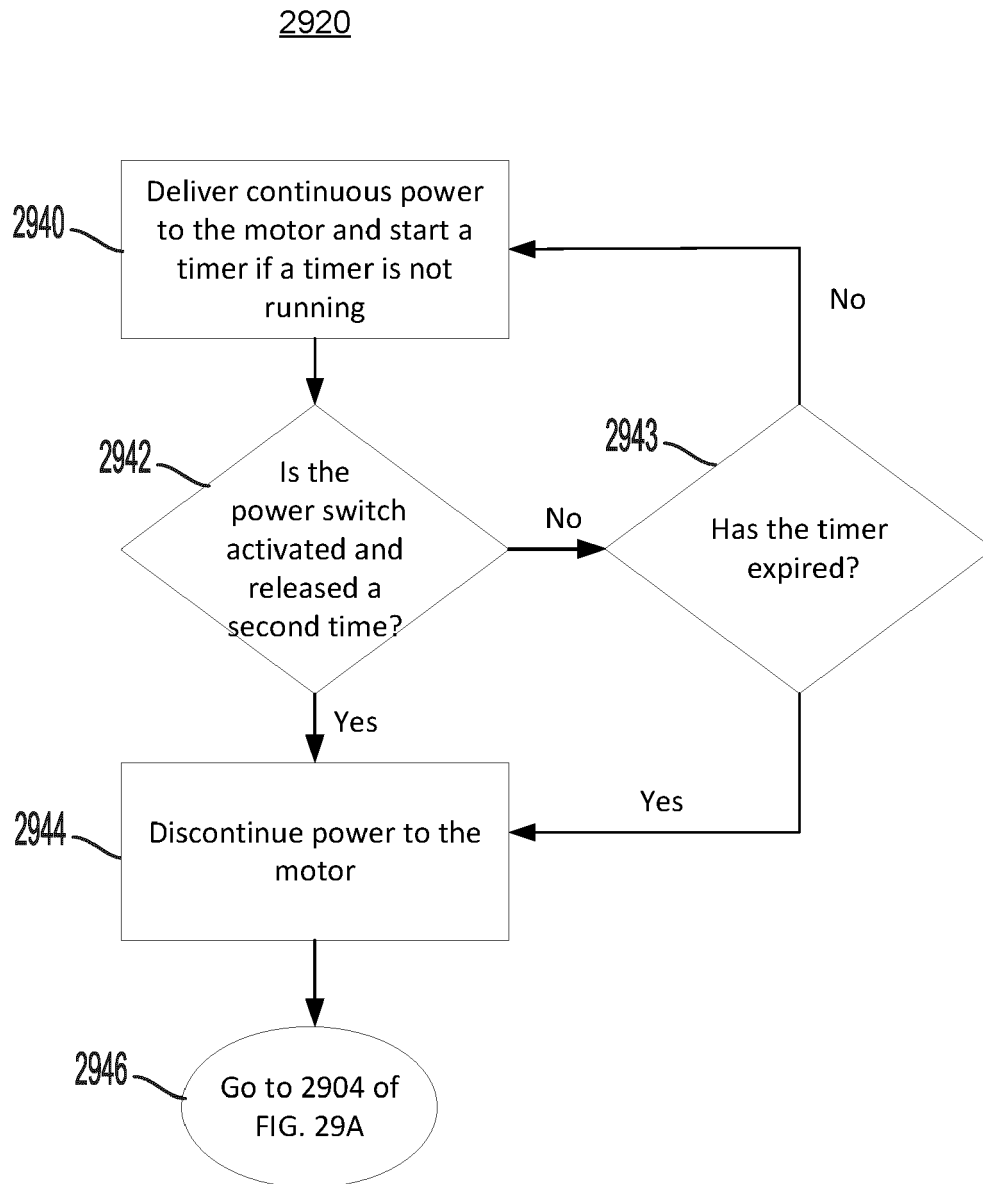 2920
2940
Deliver continuous power
to the motor and start a
timer if a timer is not
running
No
2942
Is the
power switch
activated and
released a
second time?
No
2943
Has the timer
expired?
Yes
Yes
2944
Discontinue power to the
motor
2946
Go to 2904 of
FIG. 29A